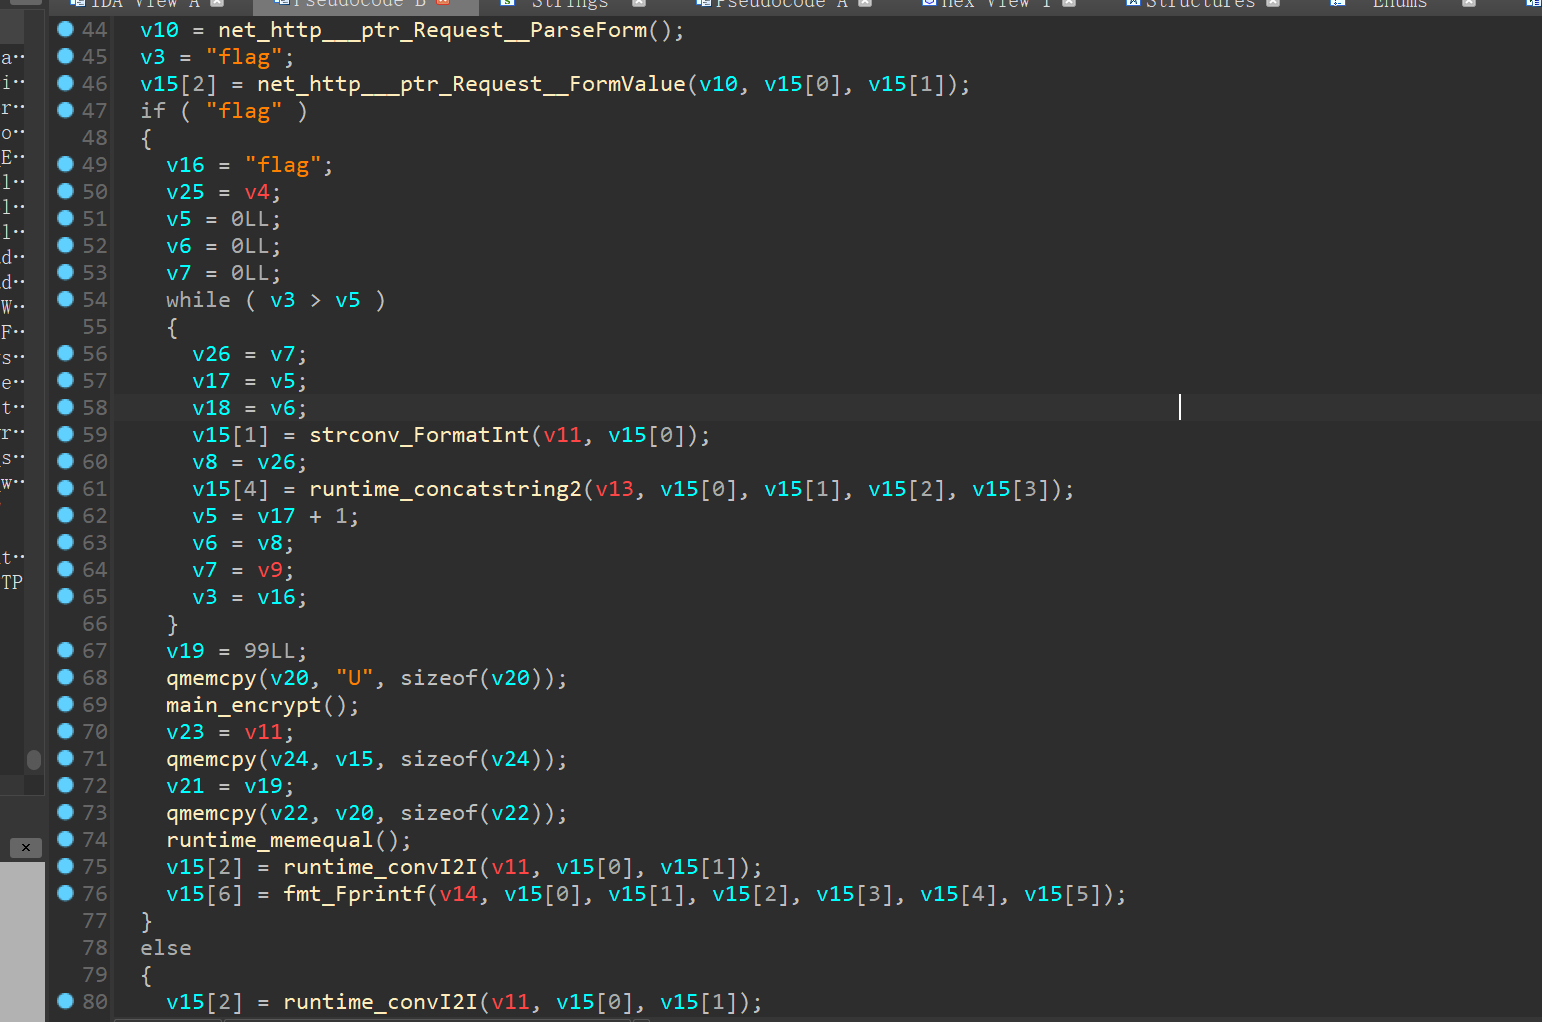 IDA View A
Pseudocode B
Strings
Pseudocode A
Hex View 1
Structures
Enums
44 v10 = net_http___ptr_Request__ParseForm();
45 v3 = "flag";
46 v15[2] = net_http___ptr_Request__FormValue(v10, v15[0], v15[1]);
47 if ( "flag" )
48 {
49 v16 = "flag";
50 v25 = v4;
51 v5 = 0LL;
52 v6 = 0LL;
53 v7 = 0LL;
54 while ( v3 > v5 )
55 {
56 v26 = v7;
57 v17 = v5;
58 v18 = v6;
59 v15[1] = strconv_FormatInt(v11, v15[0]);
60 v8 = v26;
61 v15[4] = runtime_concatstring2(v13, v15[0], v15[1], v15[2], v15[3]);
62 v5 = v17 + 1;
63 v6 = v8;
64 v7 = v9;
65 v3 = v16;
66 }
67 v19 = 99LL;
68 qmemcpy(v20, "U", sizeof(v20));
69 main_encrypt();
70 v23 = v11;
71 qmemcpy(v24, v15, sizeof(v24));
72 v21 = v19;
73 qmemcpy(v22, v20, sizeof(v22));
74 runtime_memequal();
75 v15[2] = runtime_convI2I(v11, v15[0], v15[1]);
76 v15[6] = fmt_Fprintf(v14, v15[0], v15[1], v15[2], v15[3], v15[4], v15[5]);
77 }
78 else
79 {
80 v15[2] = runtime_convI2I(v11, v15[0], v15[1]);